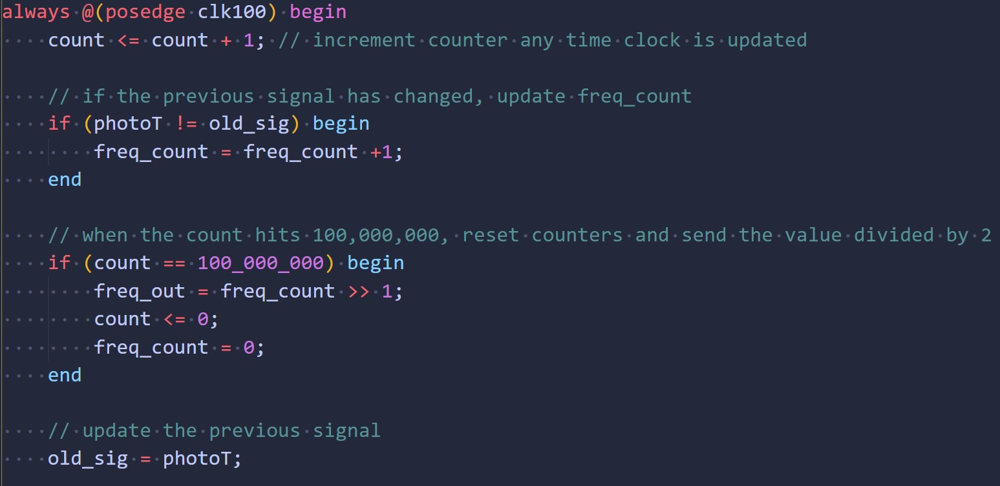 always @(posedge clk100) begin
    count <= count + 1; // increment counter any time clock is updated

    // if the previous signal has changed, update freq_count
    if (photoT != old_sig) begin
        freq_count = freq_count +1;
    end

    // when the count hits 100,000,000, reset counters and send the value divided by 2
    if (count == 100_000_000) begin
        freq_out = freq_count >> 1;
        count <= 0;
        freq_count = 0;
    end

    // update the previous signal
    old_sig = photoT;